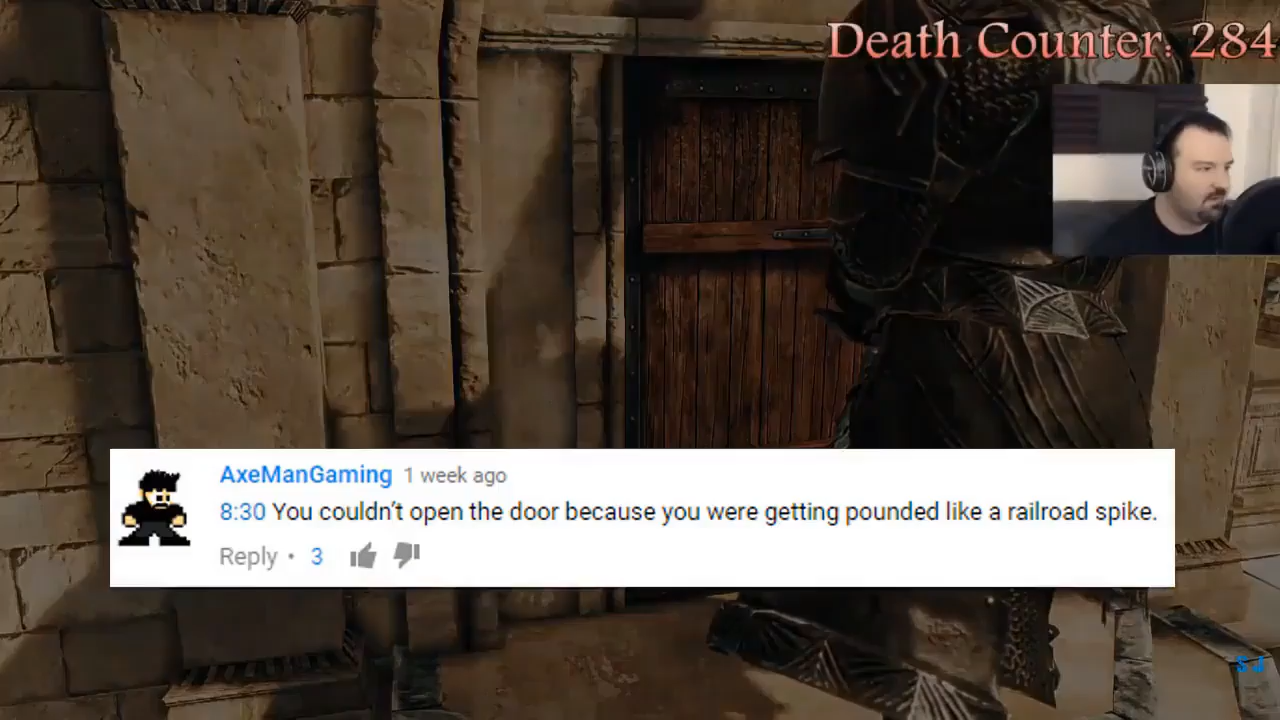 Death Counter: 284
AxeManGaming 1 week ago
8:30 You couldn't open the door because you were getting pounded like a railroad spike.
Reply • 3
SJ